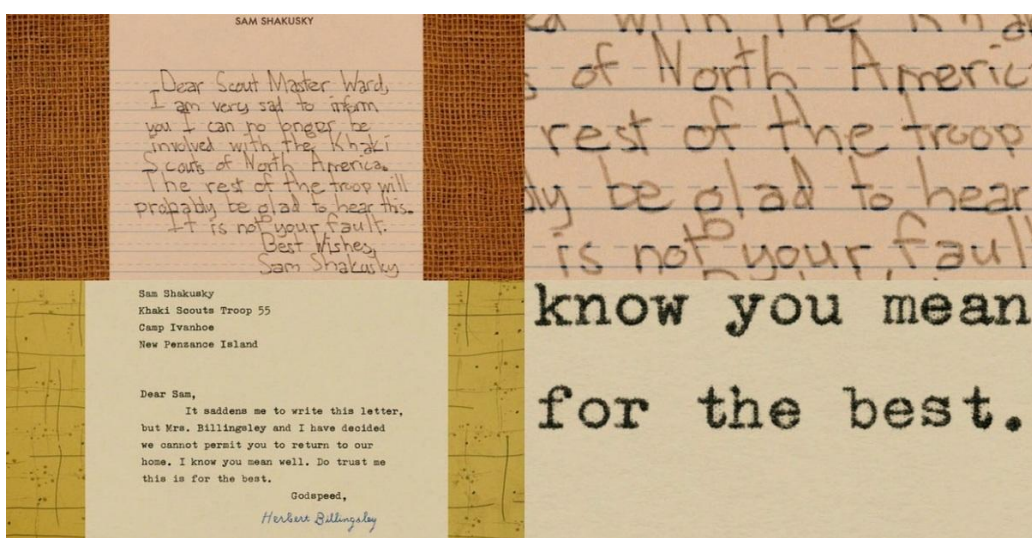 SAM SHAKUSKY
Dear Scout Master Ward,
I am very sad to inform
you I can no longer be
involved with the Khaki
Scouts of North America.
The rest of the troop will
probably be glad to hear this.
It is not your fault.
Best Wishes,
Sam Shakusky
ed with the Kha
s of North Americ
rest of the troop
ly be glad to hear
is not your faul
Sam Shakusky
Khaki Scouts Troop 55
Camp Ivanhoe
New Penzance Island
Dear Sam,
It saddens me to write this letter,
but Mrs. Billingsley and I have decided
we cannot permit you to return to our
home. I know you mean well. Do trust me
this is for the best.
Godspeed,
Herbert Billingsley
know you mean
for the best.